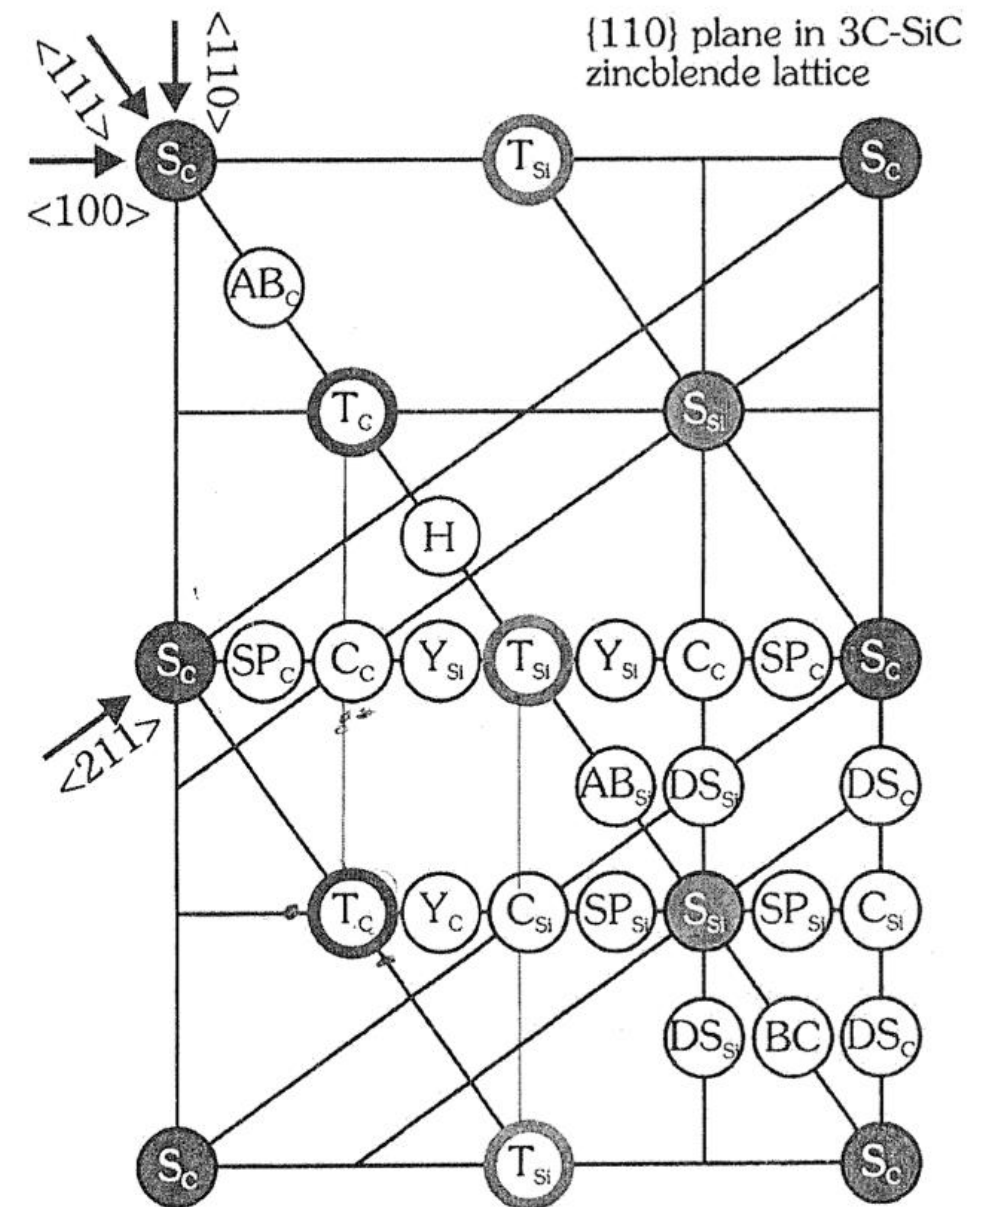 {110} plane in 3C-SiC
zincblende lattice
<111>
<110>
<100>
S_C T_Si S_C
AB_C
T_C S_Si
H
S_C SP_C C_C Y_Si T_Si Y_Si C_C SP_C S_C
<211>
AB_Si DS_Si DS_C
T_C Y_C C_Si SP_Si S_Si SP_Si C_Si
DS_Si BC DS_C
S_C T_Si S_C